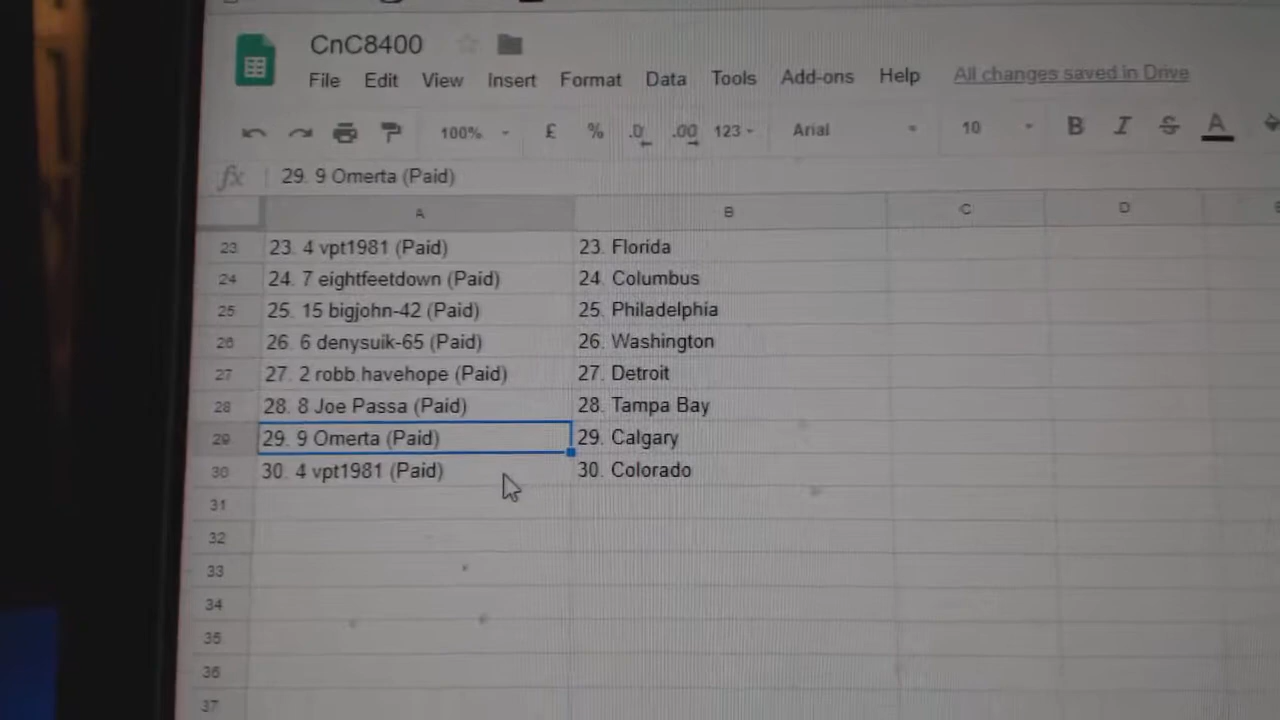 CnC8400
File Edit View Insert Format Data Tools Add-ons Help All changes saved in Drive
100% £ % .0 .00 123 Arial 10 B I S A
fx 29. 9 Omerta (Paid)
A B C D
23 23. 4 vpt1981 (Paid) 23. Florida
24 24. 7 eightfeetdown (Paid) 24. Columbus
25 25. 15 bigjohn-42 (Paid) 25. Philadelphia
26 26. 6 denysuik-65 (Paid) 26. Washington
27 27. 2 robb.havehope (Paid) 27. Detroit
28 28. 8 Joe Passa (Paid) 28. Tampa Bay
29 29. 9 Omerta (Paid) 29. Calgary
30 30. 4 vpt1981 (Paid) 30. Colorado
31
32
33
34
35
36
37